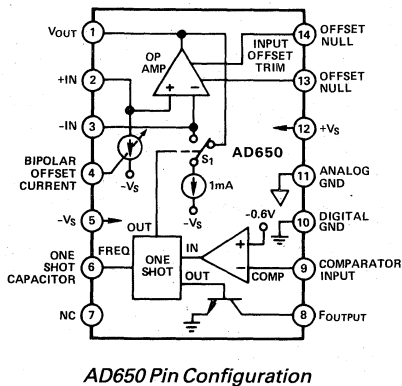 VOUT 1
+IN 2
-IN 3
BIPOLAR
OFFSET
CURRENT 4
-VS 5
ONE
SHOT
CAPACITOR 6
NC 7
OP
AMP
+ −
INPUT
OFFSET
TRIM
S1
AD650
1mA
-VS
-VS
-0.6V
OUT
FREQ
IN
ONE
SHOT
OUT
+
−
COMP
14 OFFSET
NULL
13 OFFSET
NULL
12 +VS
11 ANALOG
GND
10 DIGITAL
GND
9 COMPARATOR
INPUT
8 FOUTPUT
AD650 Pin Configuration